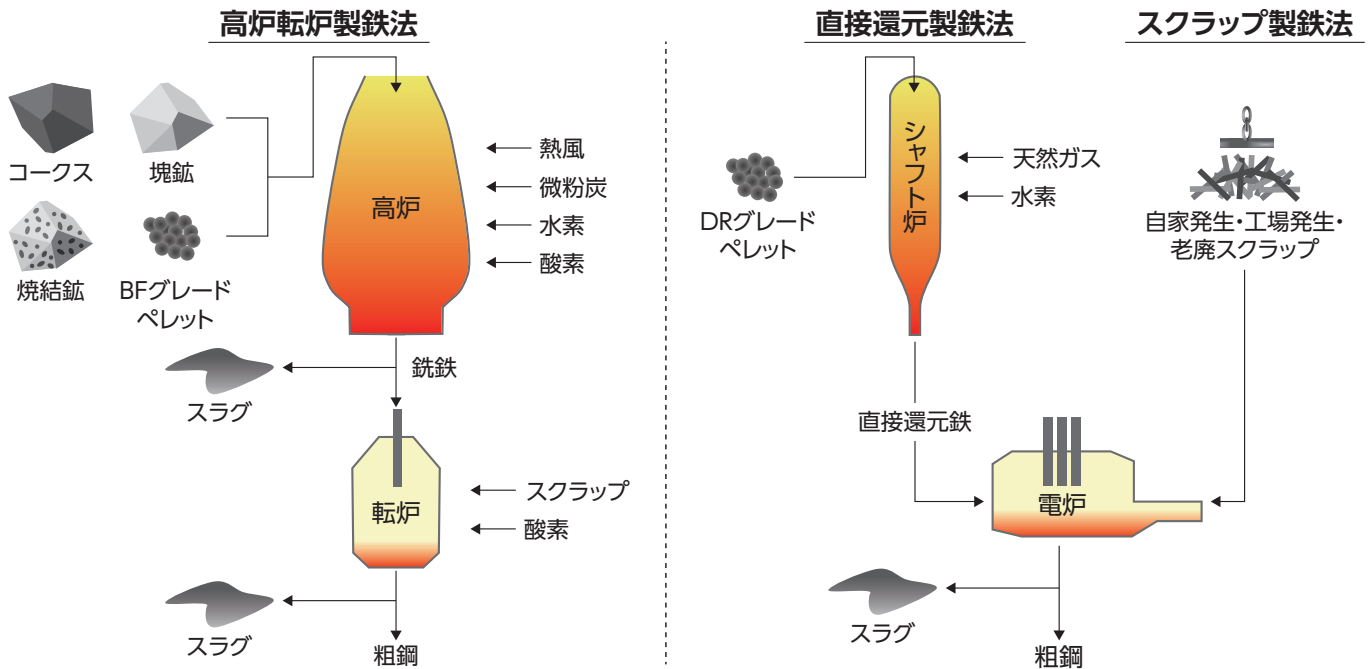 高炉転炉製鉄法
コークス
塊鉱
焼結鉱
BFグレード
ペレット
高炉
熱風
微粉炭
水素
酸素
銑鉄
スラグ
転炉
スクラップ
酸素
スラグ
粗鋼
直接還元製鉄法
スクラップ製鉄法
DRグレード
ペレット
シャフト炉
天然ガス
水素
自家発生・工場発生・
老廃スクラップ
直接還元鉄
電炉
スラグ
粗鋼